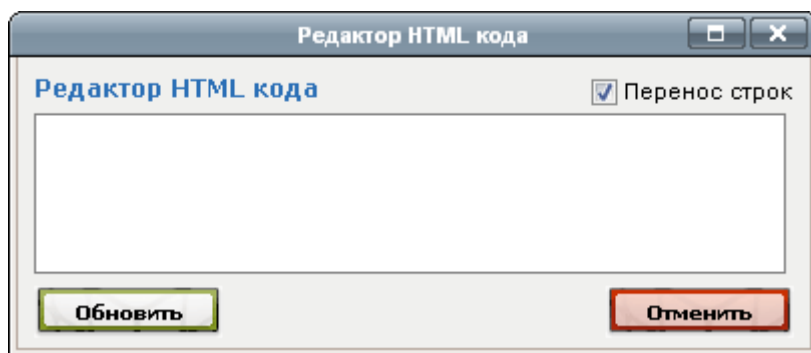 Редактор HTML кода
Редактор HTML кода
Перенос строк
Обновить
Отменить